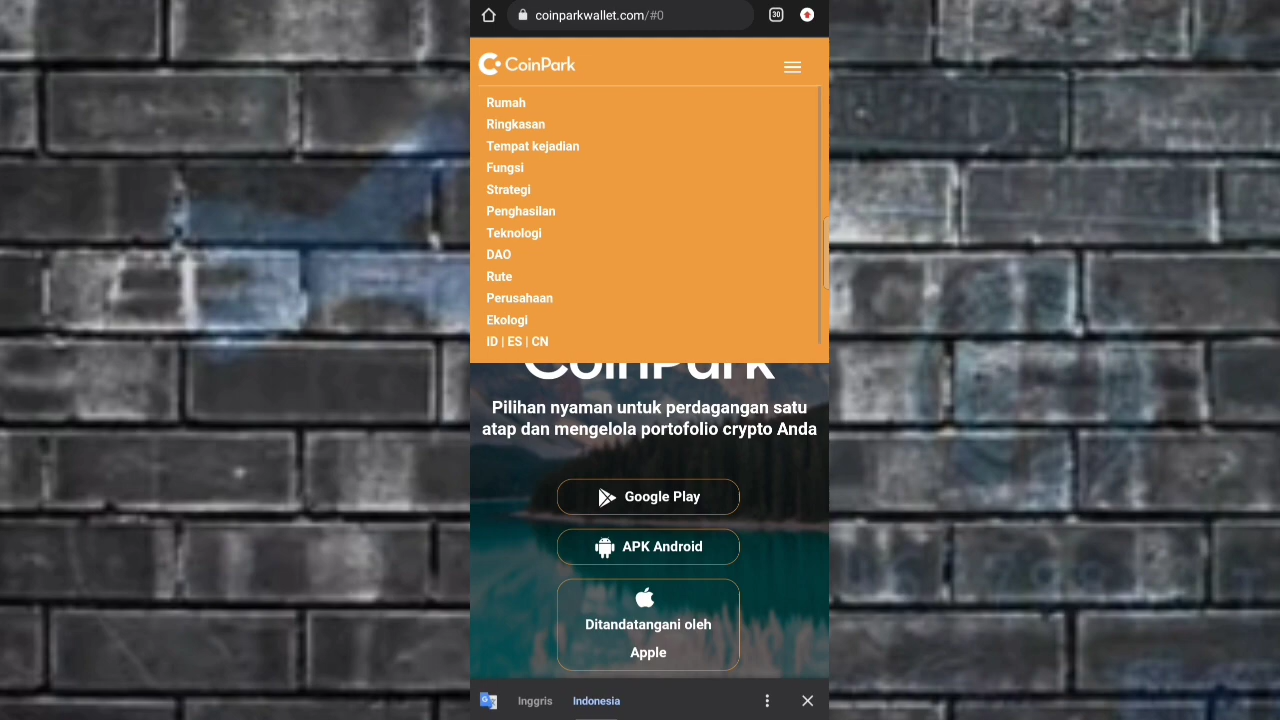 coinparkwallet.com/#0
30
CoinPark
Rumah
Ringkasan
Tempat kejadian
Fungsi
Strategi
Penghasilan
Teknologi
DAO
Rute
Perusahaan
Ekologi
ID | ES | CN
CoinPark
Pilihan nyaman untuk perdagangan satu
atap dan mengelola portofolio crypto Anda
Google Play
APK Android
Ditandatangani oleh
Apple
Inggris Indonesia